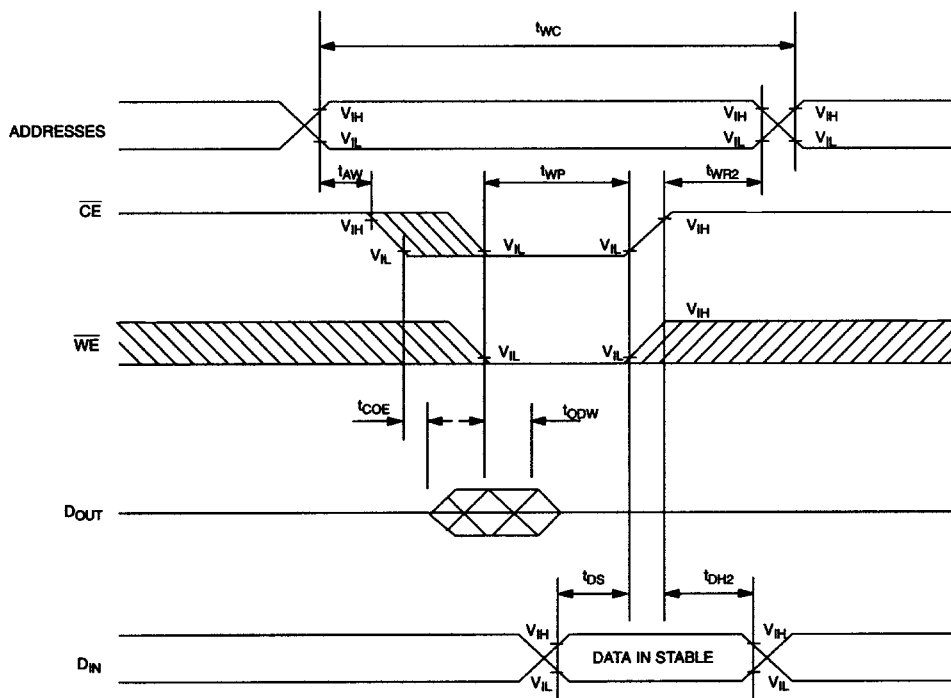 tWC
ADDRESSES
VIH
VIL
VIH
VIL
VIH
VIL
tAW
tWP
tWR2
CE
VIH
VIL
VIL
VIL
VIH
WE
VIH
VIL
VIL
tCOE
tODW
DOUT
tDS
tDH2
DIN
VIH
VIL
DATA IN STABLE
VIH
VIL